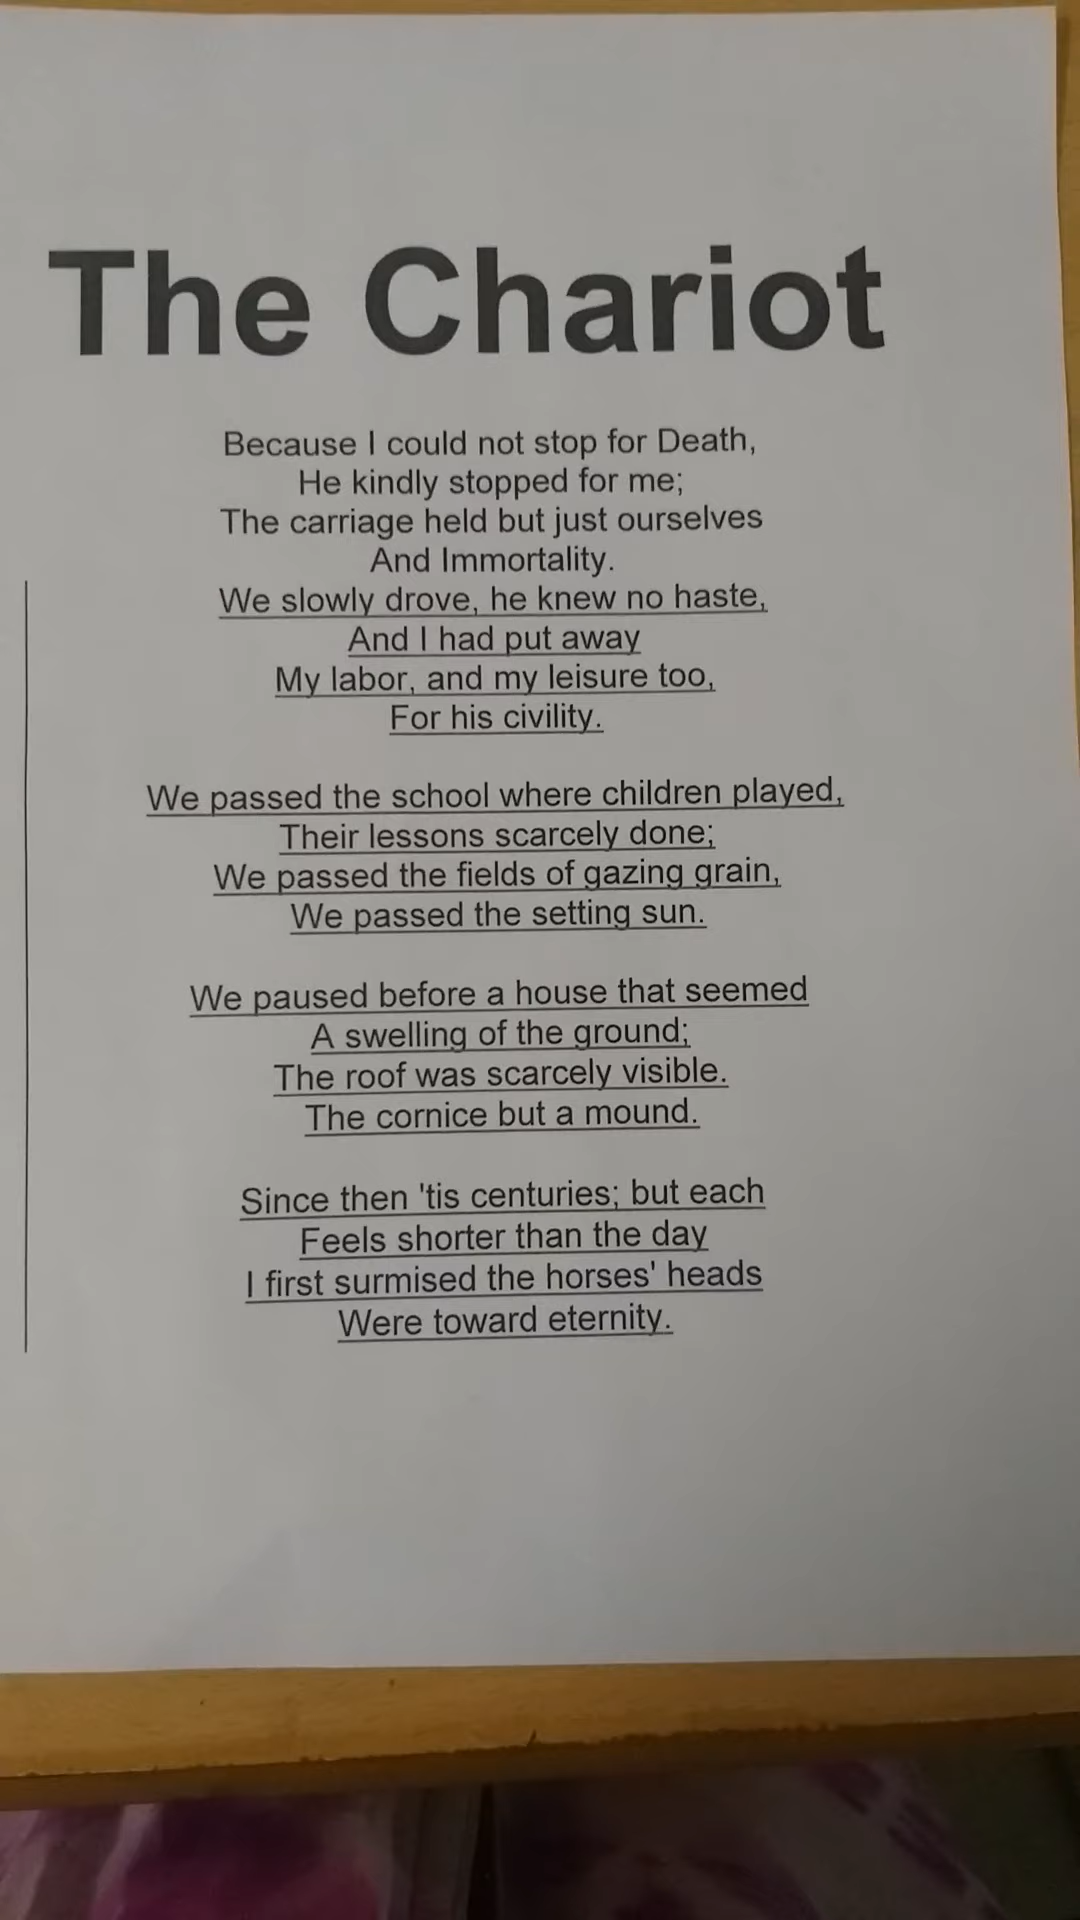 The Chariot
Because I could not stop for Death,
He kindly stopped for me;
The carriage held but just ourselves
And Immortality.
We slowly drove, he knew no haste,
And I had put away
My labor, and my leisure too,
For his civility.
We passed the school where children played,
Their lessons scarcely done;
We passed the fields of gazing grain,
We passed the setting sun.
We paused before a house that seemed
A swelling of the ground;
The roof was scarcely visible.
The cornice but a mound.
Since then 'tis centuries; but each
Feels shorter than the day
I first surmised the horses' heads
Were toward eternity.